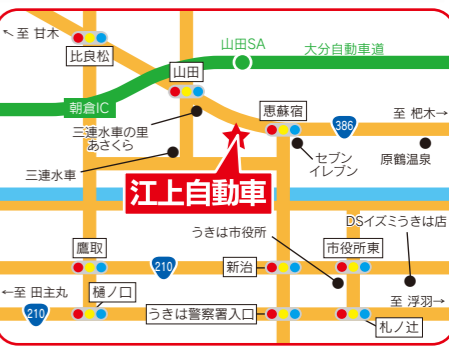 ↖至 甘木
比良松
山田SA
大分自動車道
山田
朝倉IC
恵蘇宿
386
至 杷木→
三連水車の里
あさくら
セブン
イレブン
原鶴温泉
三連水車
江上自動車
うきは市役所
DSイズミうきは店
鷹取
210
新治
市役所東
←至 田主丸
樋ノ口
至 浮羽→
210
うきは警察署入口
札ノ辻